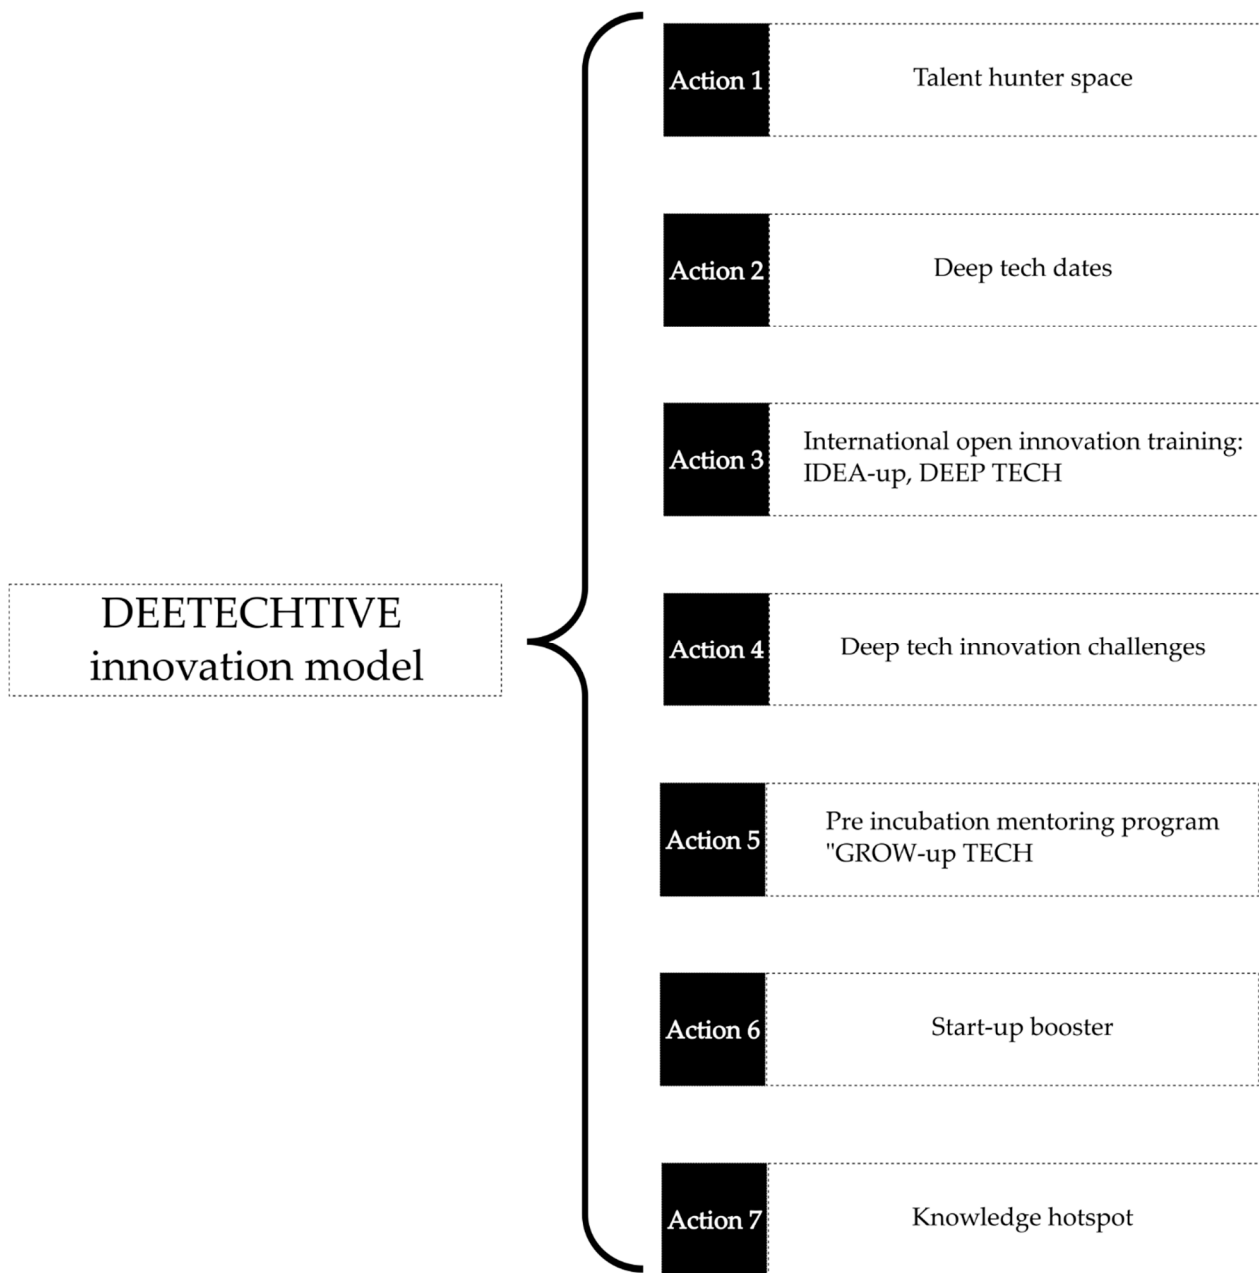 DEETECHTIVE
innovation model
Action 1
Talent hunter space
Action 2
Deep tech dates
Action 3
International open innovation training:
IDEA-up, DEEP TECH
Action 4
Deep tech innovation challenges
Action 5
Pre incubation mentoring program
"GROW-up TECH
Action 6
Start-up booster
Action 7
Knowledge hotspot